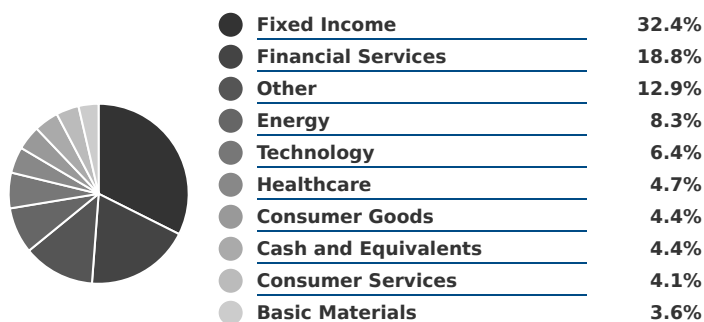 Fixed Income 32.4%
Financial Services 18.8%
Other 12.9%
Energy 8.3%
Technology 6.4%
Healthcare 4.7%
Consumer Goods 4.4%
Cash and Equivalents 4.4%
Consumer Services 4.1%
Basic Materials 3.6%